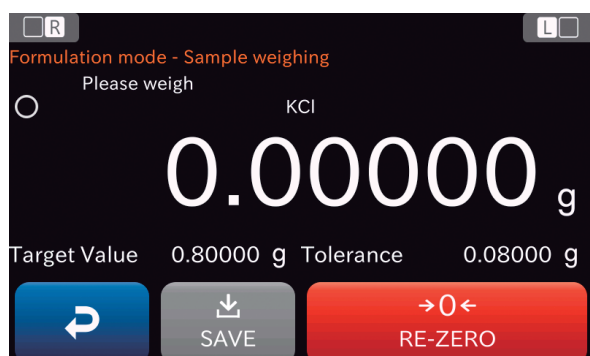 R L
Formulation mode - Sample weighing
Please weigh
KCl
0.00000 g
Target Value 0.80000 g Tolerance 0.08000 g
→0←
SAVE RE-ZERO